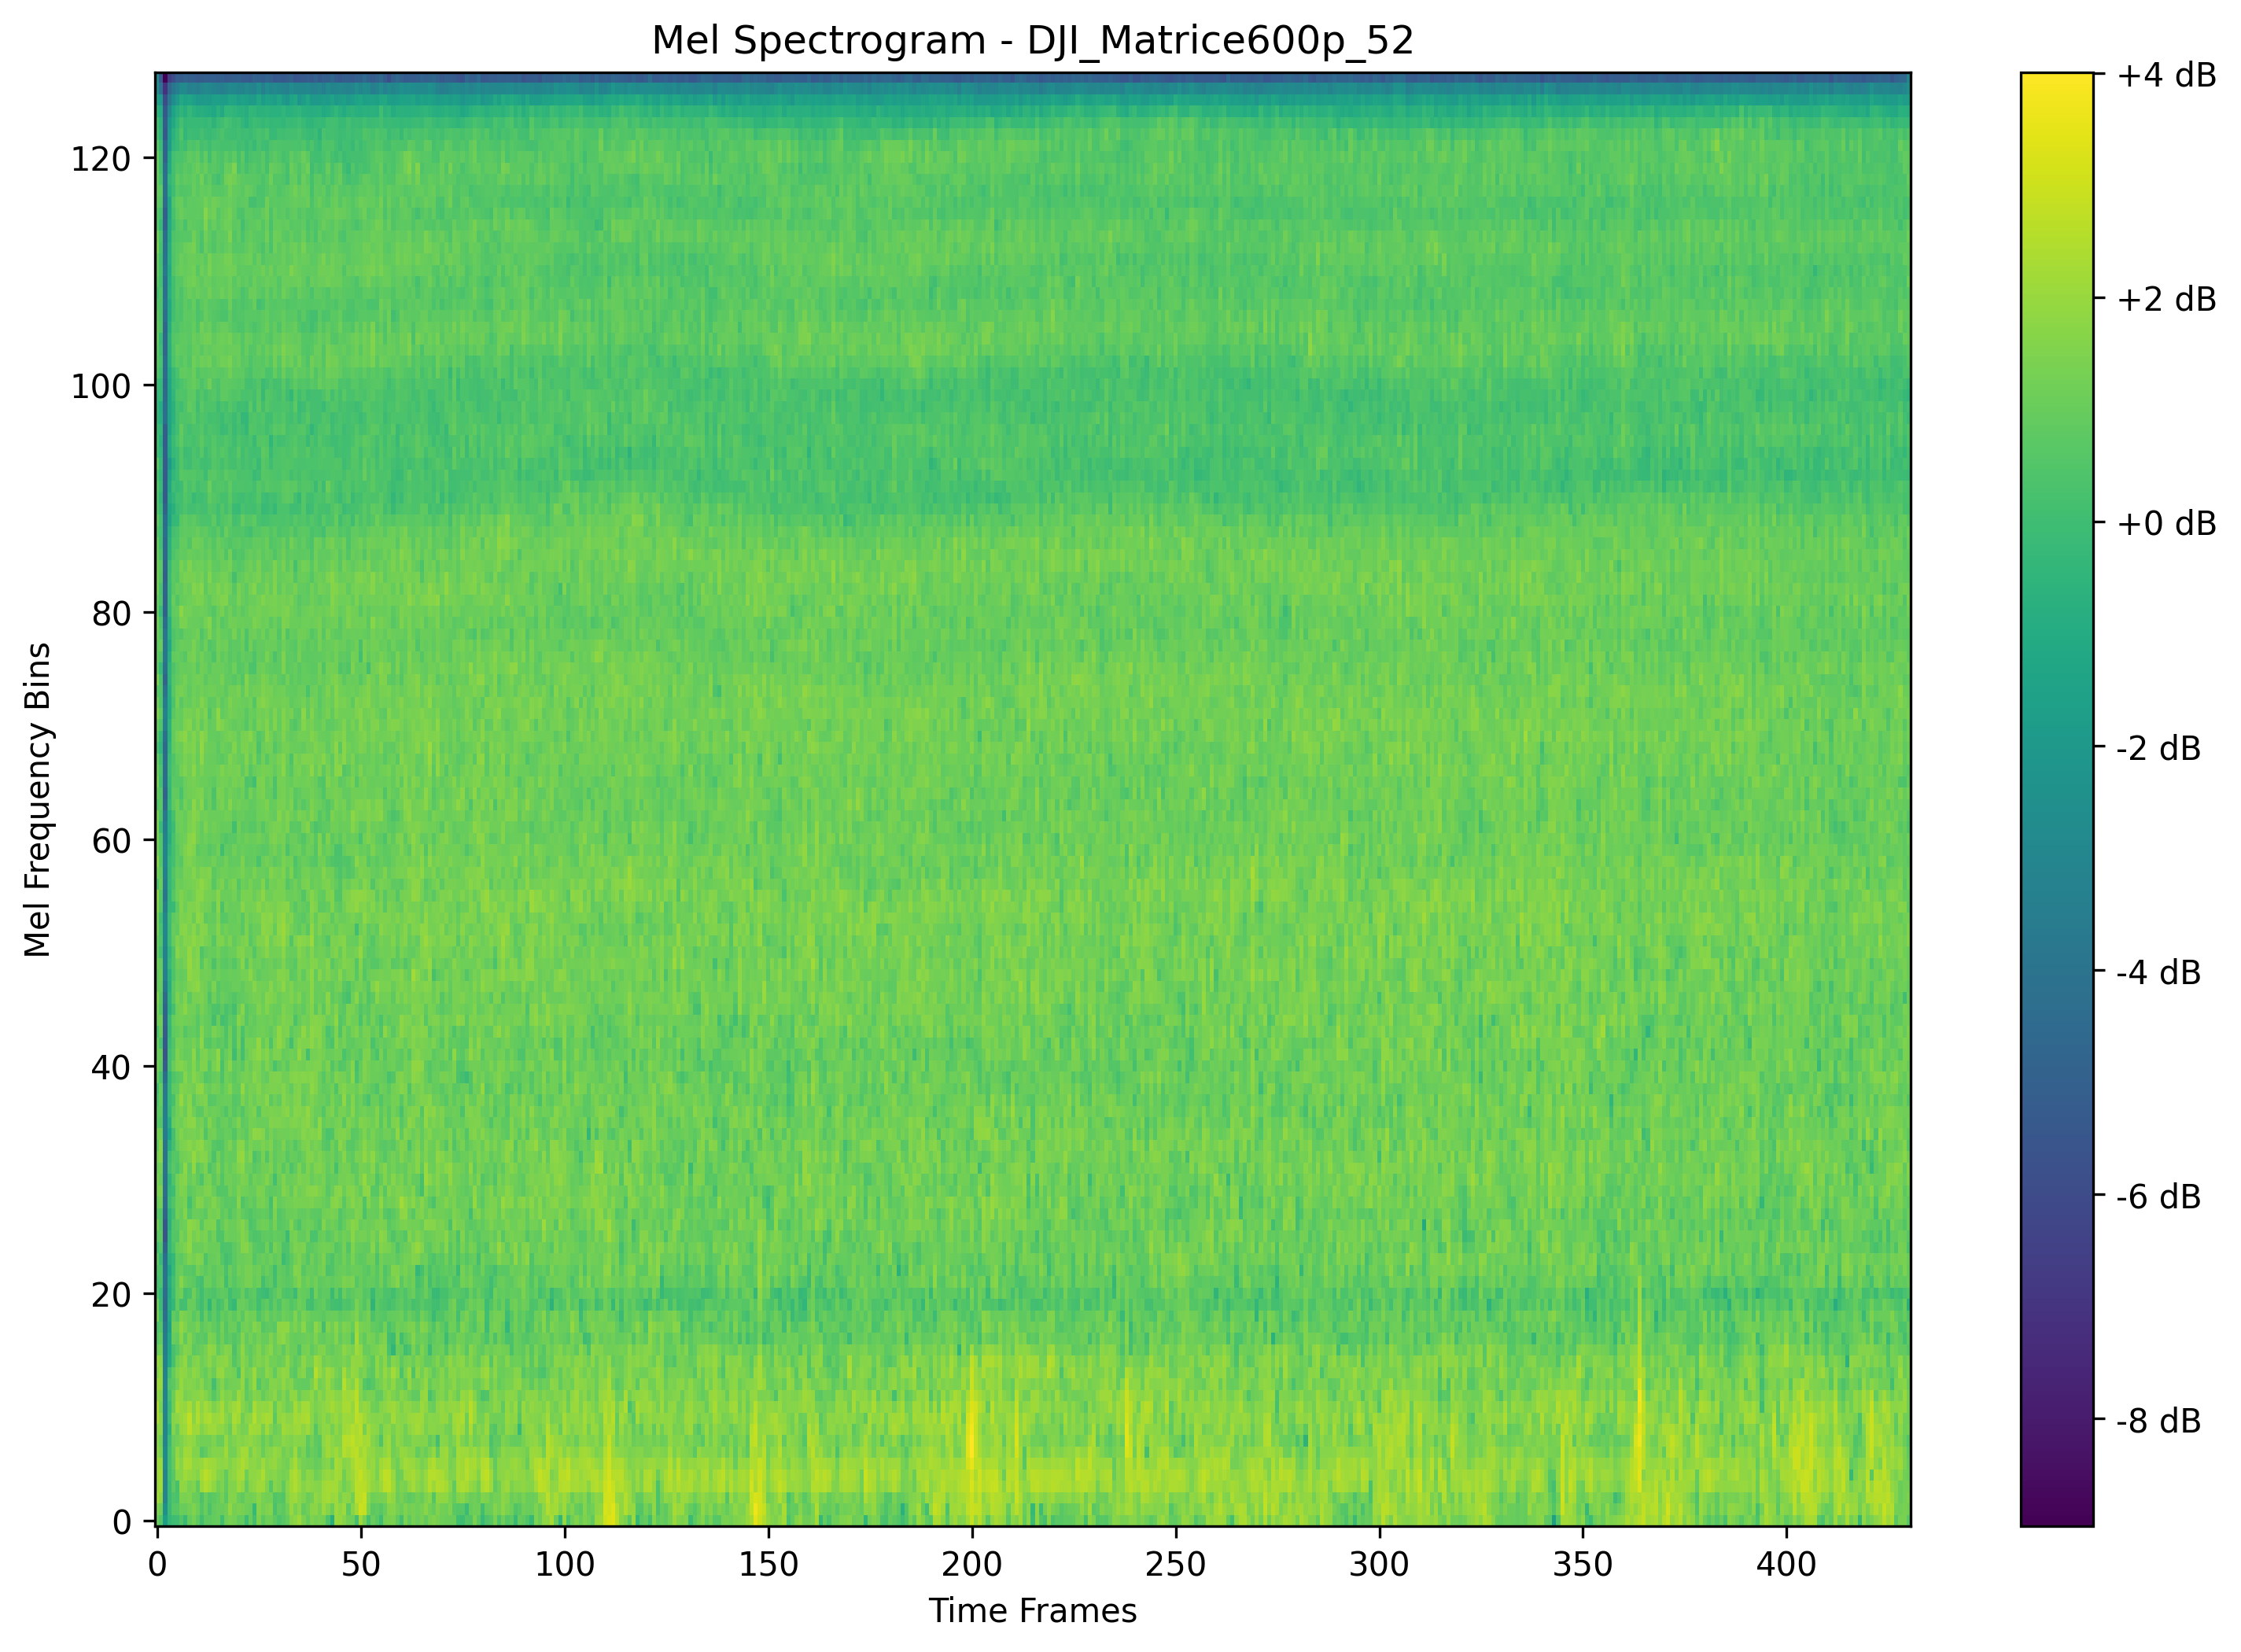 Mel Spectrogram - DJI_Matrice600p_52
Mel Frequency Bins
120
100
80
60
40
20
0
0 50 100 150 200 250 300 350 400
Time Frames
+4 dB
+2 dB
+0 dB
-2 dB
-4 dB
-6 dB
-8 dB